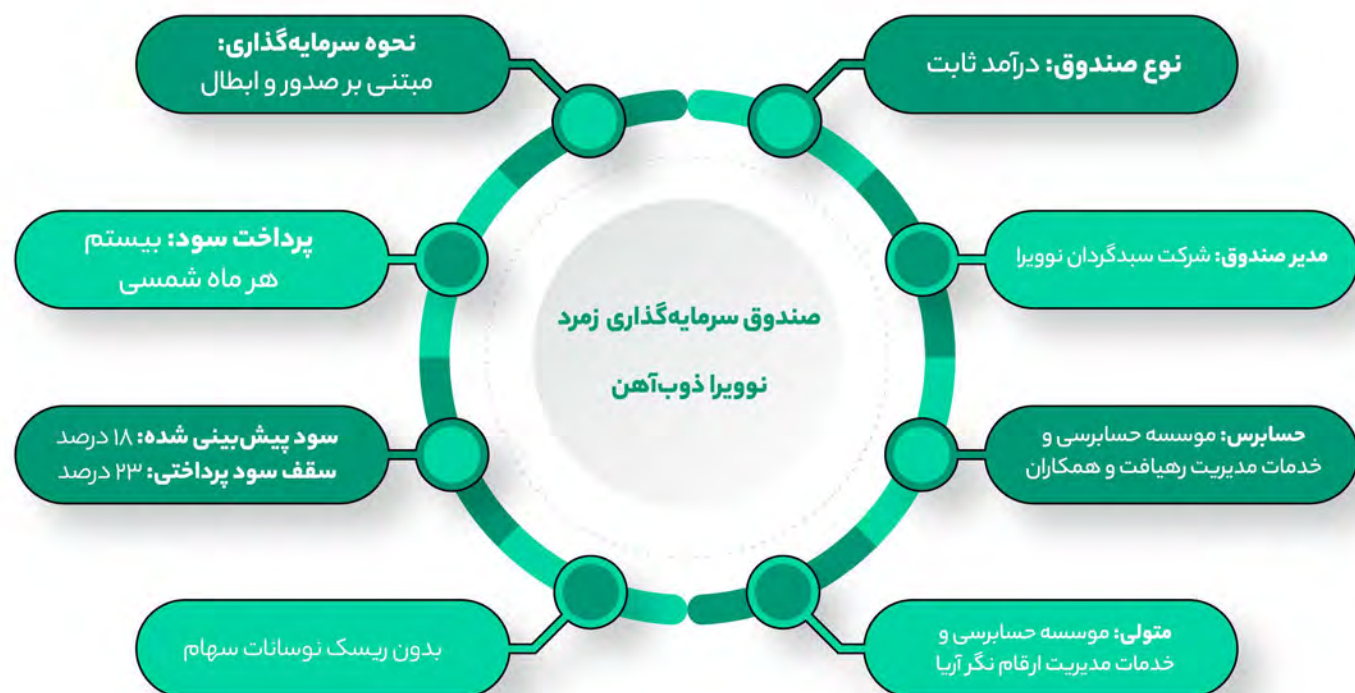 نوع صندوق: درآمد ثابت
مدیر صندوق: شرکت سبدگردان نوویرا
حسابرس: موسسه حسابرسی و
خدمات مدیریت رهیافت و همکاران
متولی: موسسه حسابرسی و
خدمات مدیریت ارقام نگر آریا
صندوق سرمایه‌گذاری زمرد
نوویرا ذوب‌آهن
نحوه سرمایه‌گذاری:
مبتنی بر صدور و ابطال
پرداخت سود: بیستم
هر ماه شمسی
سود پیش‌بینی شده: ۱۸ درصد
سقف سود پرداختی: ۲۳ درصد
بدون ریسک نوسانات سهام